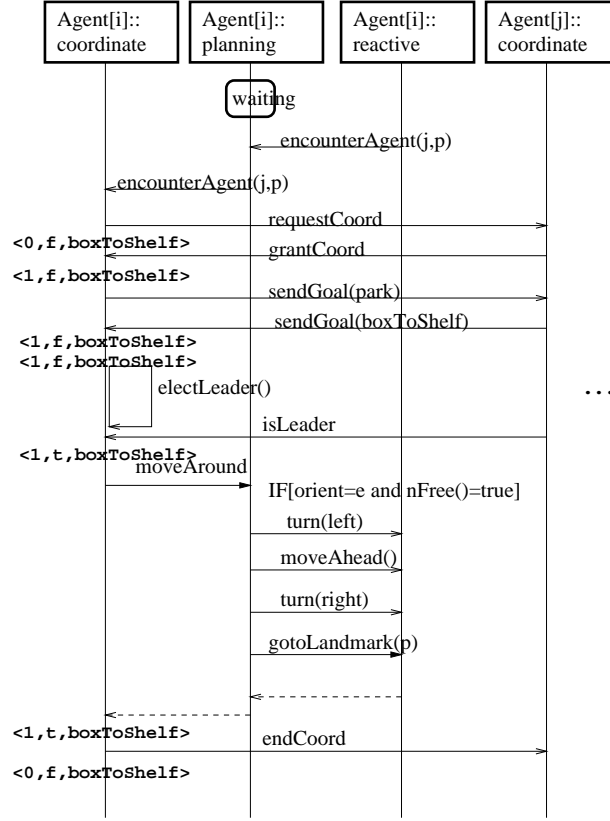 Agent[i]::
coordinate
Agent[i]::
planning
Agent[i]::
reactive
Agent[j]::
coordinate
waiting
encounterAgent(j,p)
encounterAgent(j,p)
requestCoord
<0,f,boxToShelf>
grantCoord
<1,f,boxToShelf>
sendGoal(park)
sendGoal(boxToShelf)
<1,f,boxToShelf>
<1,f,boxToShelf>
electLeader()
...
isLeader
<1,t,boxToShelf>
moveAround
IF[orient=e and nFree()=true]
turn(left)
moveAhead()
turn(right)
gotoLandmark(p)
<1,t,boxToShelf>
endCoord
<0,f,boxToShelf>